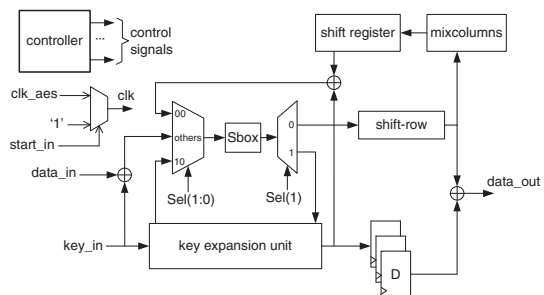 controller
...
control
signals
shift register
mixcolumns
clk_aes
clk
'1'
start_in
00
others
10
Sbox
0
1
shift-row
data_in
Sel(1:0)
Sel(1)
data_out
key_in
key expansion unit
D